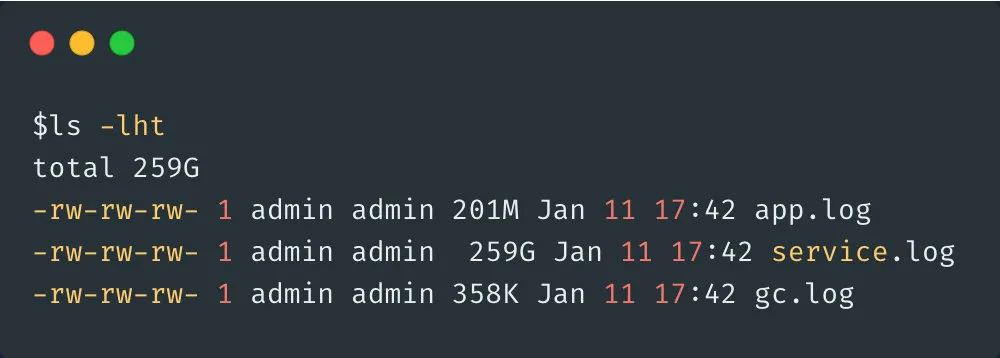 $ls -lht
total 259G
-rw-rw-rw- 1 admin admin 201M Jan 11 17:42 app.log
-rw-rw-rw- 1 admin admin  259G Jan 11 17:42 service.log
-rw-rw-rw- 1 admin admin 358K Jan 11 17:42 gc.log